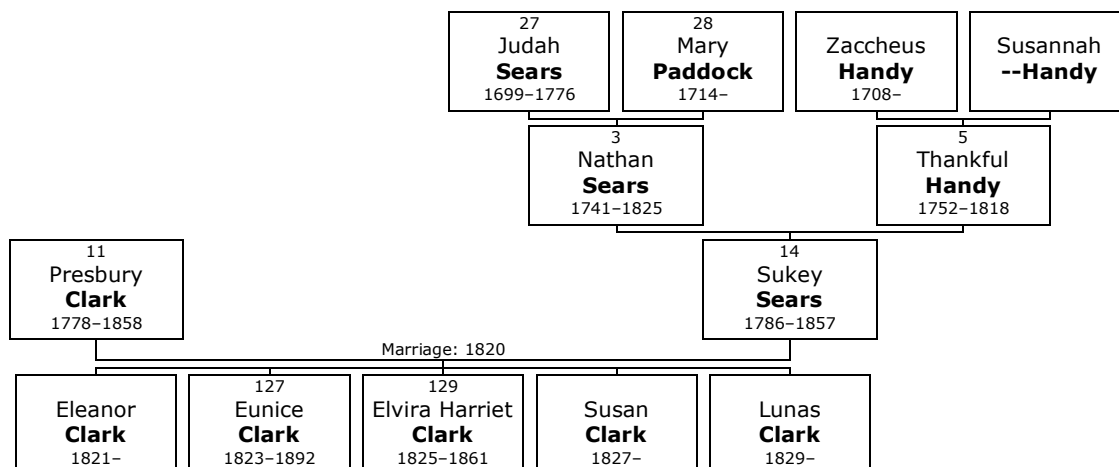 27
Judah
Sears
1699–1776
28
Mary
Paddock
1714–
Zaccheus
Handy
1708–
Susannah
--Handy
3
Nathan
Sears
1741–1825
5
Thankful
Handy
1752–1818
11
Presbury
Clark
1778–1858
14
Sukey
Sears
1786–1857
Marriage: 1820
Eleanor
Clark
1821–
127
Eunice
Clark
1823–1892
129
Elvira Harriet
Clark
1825–1861
Susan
Clark
1827–
Lunas
Clark
1829–